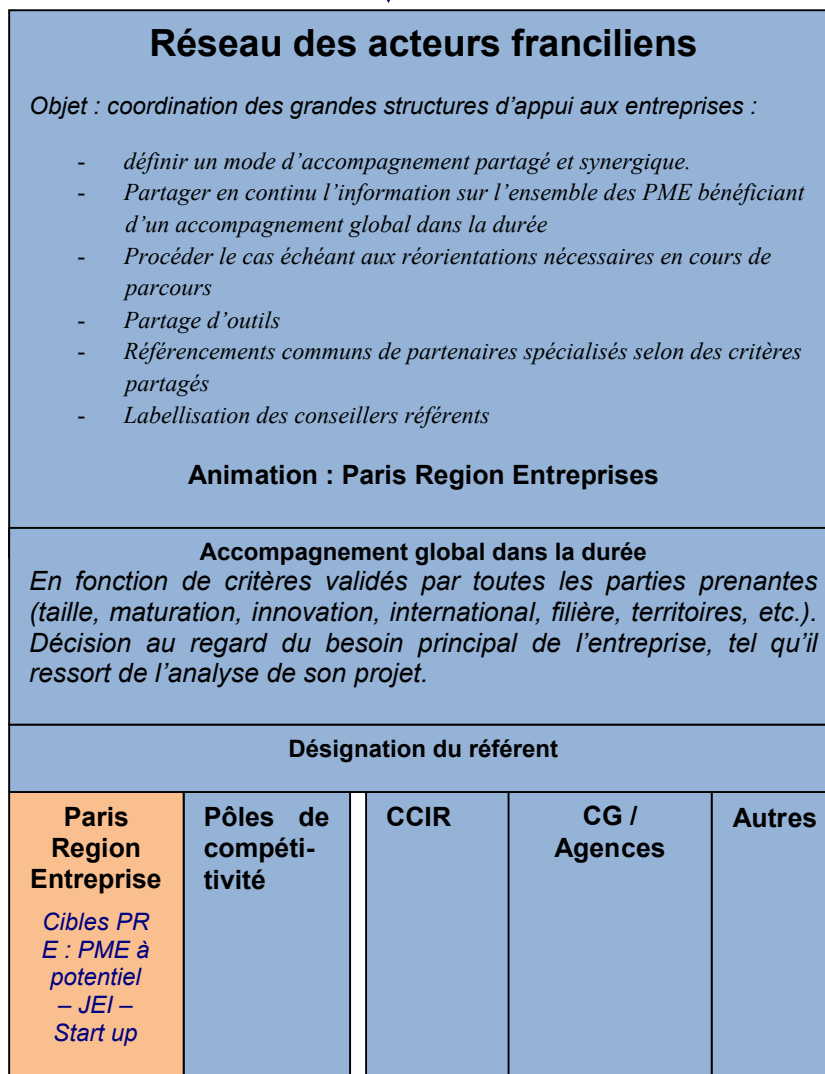 Réseau des acteurs franciliens
Objet : coordination des grandes structures d'appui aux entreprises :
- définir un mode d'accompagnement partagé et synergique.
- Partager en continu l'information sur l'ensemble des PME bénéficiant
d'un accompagnement global dans la durée
- Procéder le cas échéant aux réorientations nécessaires en cours de
parcours
- Partage d'outils
- Référencements communs de partenaires spécialisés selon des critères
partagés
- Labellisation des conseillers référents
Animation : Paris Region Entreprises
Accompagnement global dans la durée
En fonction de critères validés par toutes les parties prenantes
(taille, maturation, innovation, international, filière, territoires, etc.).
Décision au regard du besoin principal de l'entreprise, tel qu'il
ressort de l'analyse de son projet.
Désignation du référent
Paris
Region
Entreprise
Cibles PR
E : PME à
potentiel
– JEI –
Start up
Pôles de
compéti-
tivité
CCIR
CG /
Agences
Autres